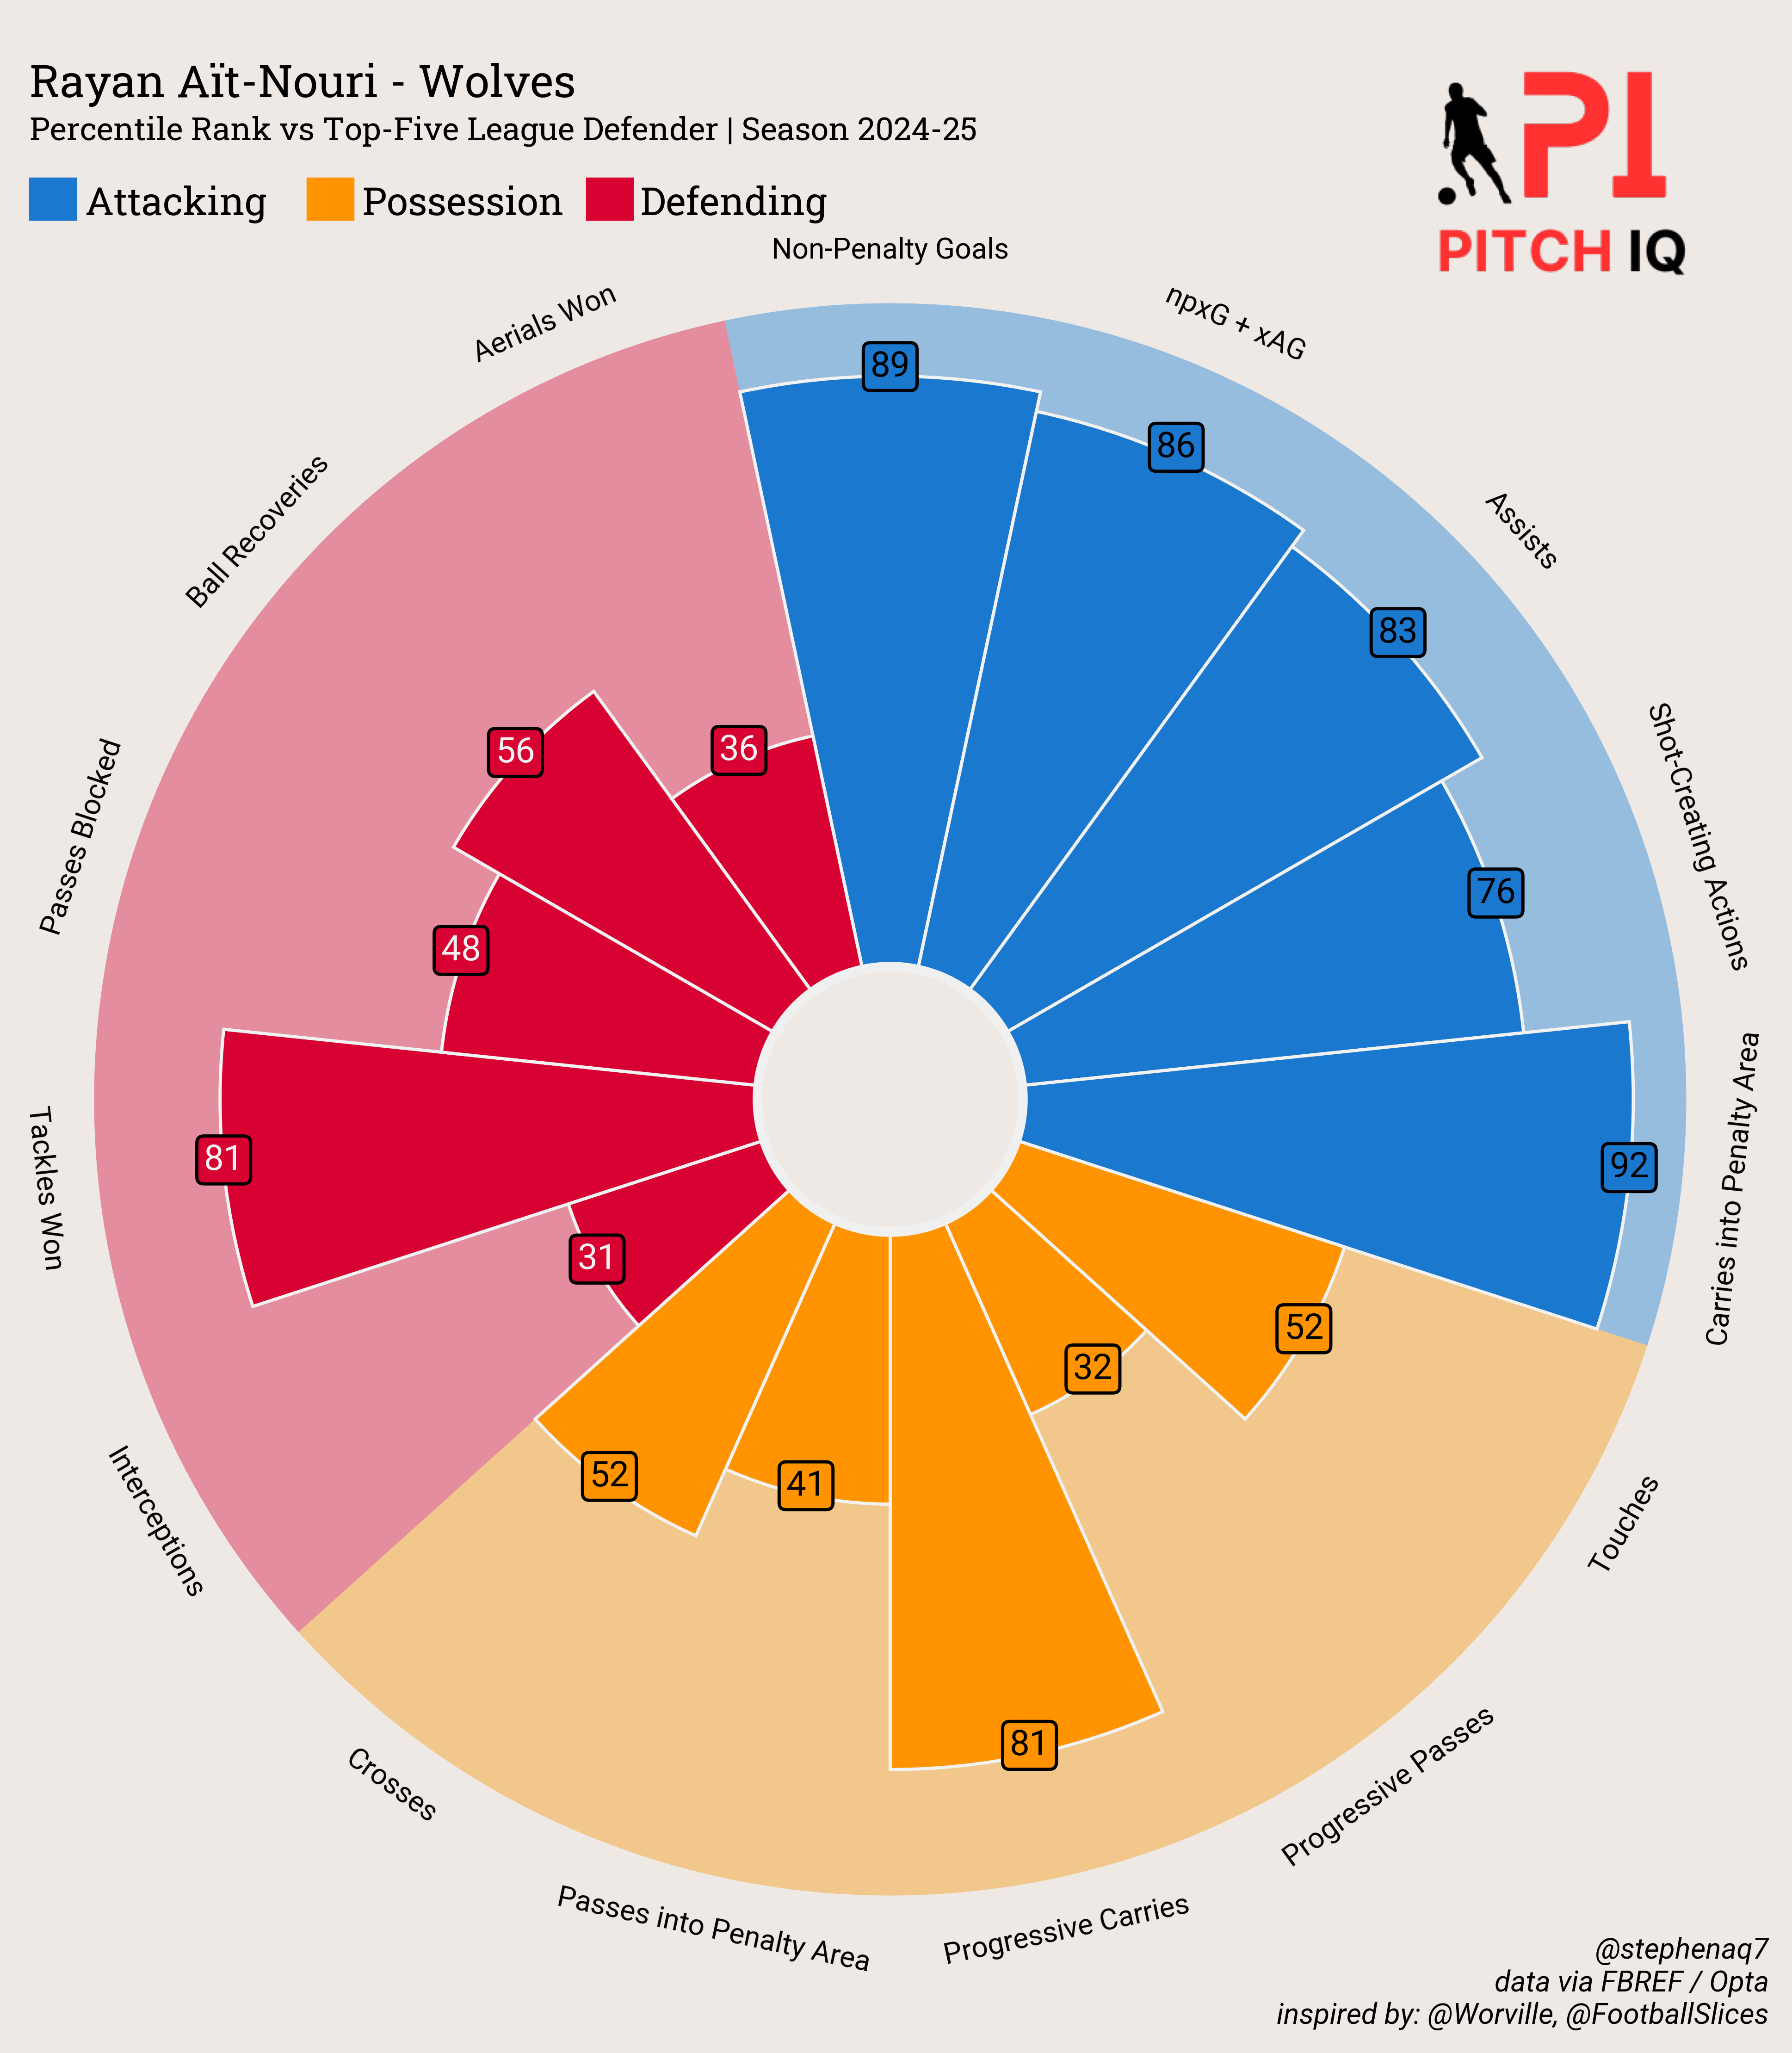 Rayan Aït-Nouri - Wolves
Percentile Rank vs Top-Five League Defender | Season 2024-25
Attacking
Possession
Defending
PI
PITCH IQ
Non-Penalty Goals
89
npxG + xAG
86
Assists
83
Shot-Creating Actions
76
Carries into Penalty Area
92
Touches
52
Progressive Passes
32
Progressive Carries
81
Passes into Penalty Area
41
Crosses
52
Interceptions
31
Tackles Won
81
Passes Blocked
48
Ball Recoveries
56
Aerials Won
36
@stephenaq7
data via FBREF / Opta
inspired by: @Worville, @FootballSlices